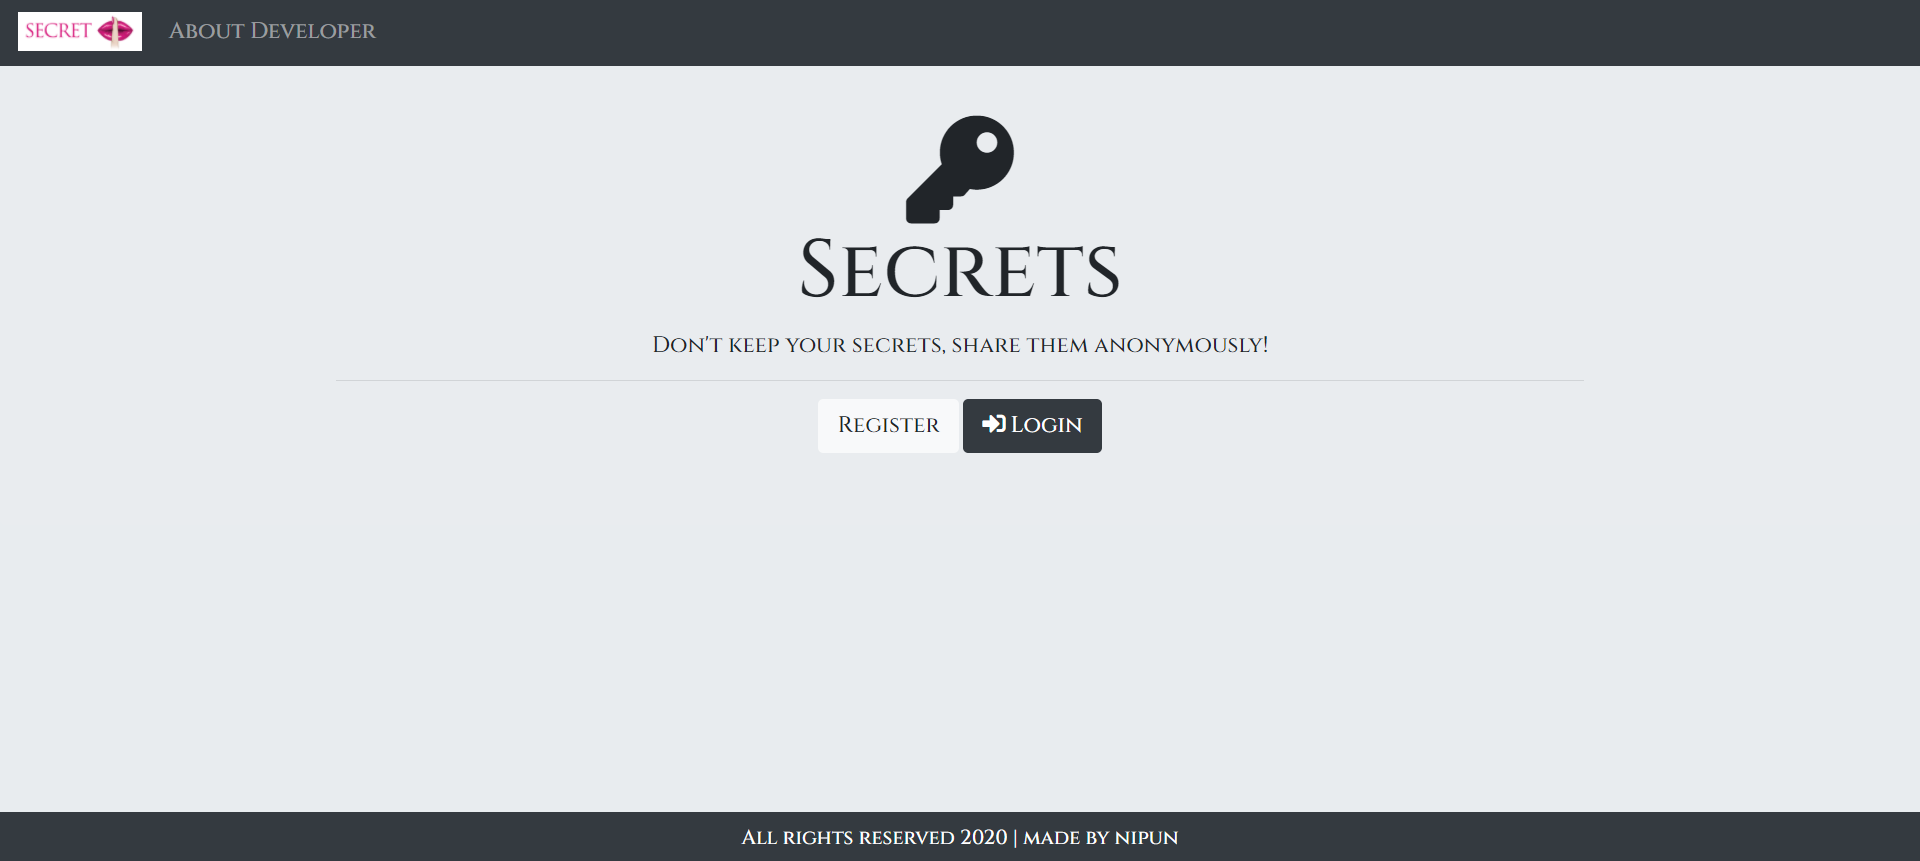 SECRET
About Developer
Secrets
Don't keep your secrets, share them anonymously!
Register
Login
All rights reserved 2020 | made by nipun